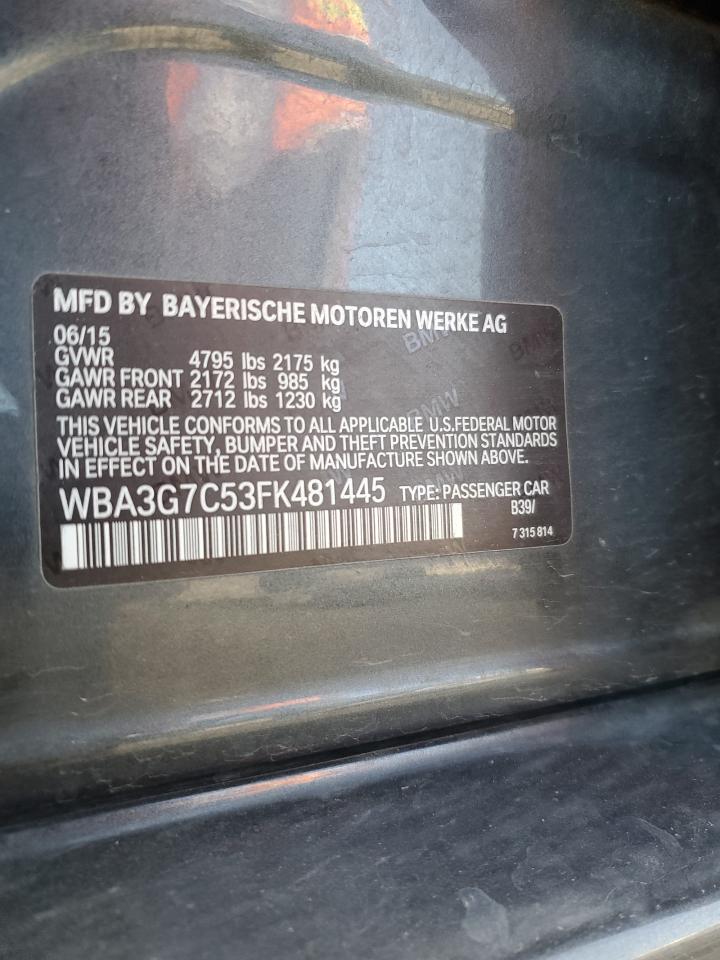 MFD BY BAYERISCHE MOTOREN WERKE AG
06/15
GVWR 4795 lbs 2175 kg
GAWR FRONT 2172 lbs 985 kg
GAWR REAR 2712 lbs 1230 kg
THIS VEHICLE CONFORMS TO ALL APPLICABLE U.S.FEDERAL MOTOR
VEHICLE SAFETY, BUMPER AND THEFT PREVENTION STANDARDS
IN EFFECT ON THE DATE OF MANUFACTURE SHOWN ABOVE.
WBA3G7C53FK481445 TYPE: PASSENGER CAR
B39/
7 315 814
BMW
BMW
BMW